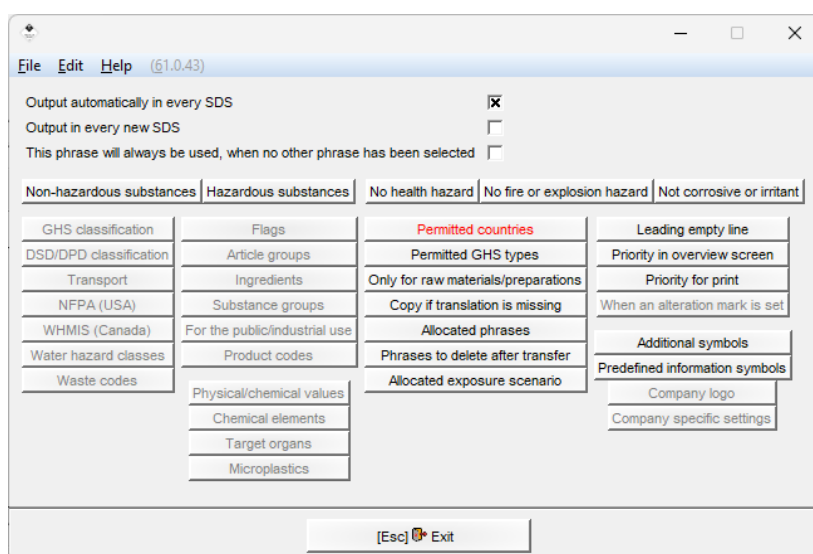 File Edit Help (61.0.43)
Output automatically in every SDS
Output in every new SDS
This phrase will always be used, when no other phrase has been selected
Non-hazardous substances Hazardous substances No health hazard No fire or explosion hazard Not corrosive or irritant
GHS classification Flags Permitted countries Leading empty line
DSD/DPD classification Article groups Permitted GHS types Priority in overview screen
Transport Ingredients Only for raw materials/preparations Priority for print
NFPA (USA) Substance groups Copy if translation is missing When an alteration mark is set
WHMIS (Canada) For the public/industrial use Allocated phrases Additional symbols
Water hazard classes Product codes Phrases to delete after transfer Predefined information symbols
Waste codes Physical/chemical values Allocated exposure scenario Company logo
Chemical elements Company specific settings
Target organs
Microplastics
[Esc] Exit